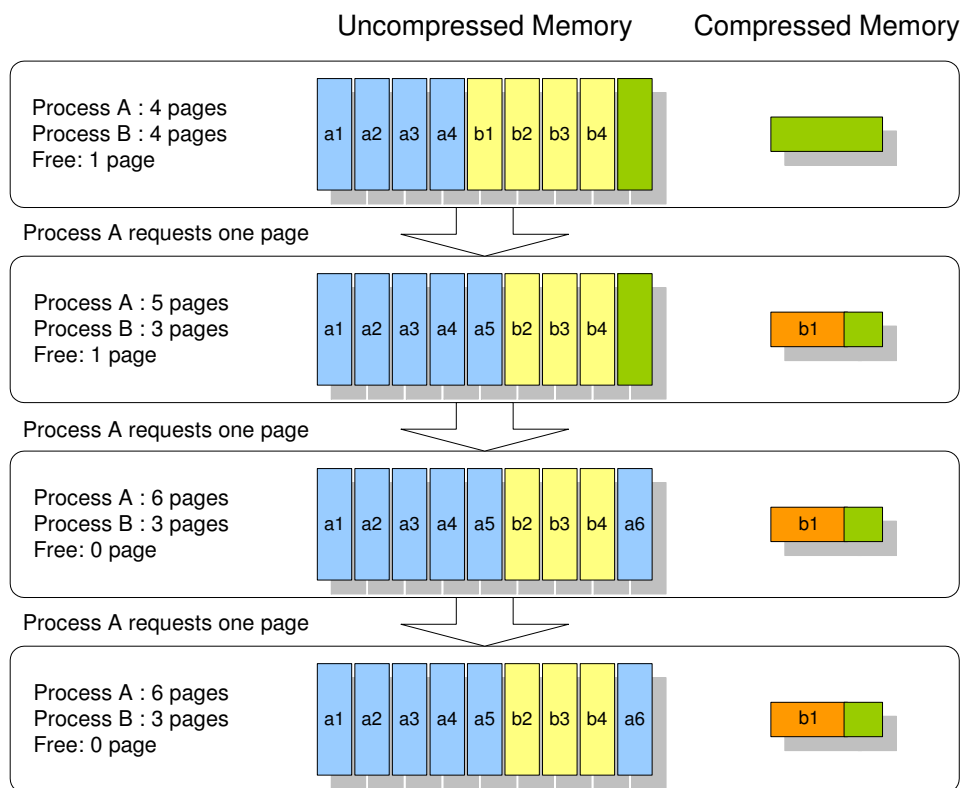 Uncompressed Memory
Compressed Memory
Process A : 4 pages
Process B : 4 pages
Free: 1 page
a1 a2 a3 a4 b1 b2 b3 b4
Process A requests one page
Process A : 5 pages
Process B : 3 pages
Free: 1 page
a1 a2 a3 a4 a5 b2 b3 b4
b1
Process A requests one page
Process A : 6 pages
Process B : 3 pages
Free: 0 page
a1 a2 a3 a4 a5 b2 b3 b4 a6
b1
Process A requests one page
Process A : 6 pages
Process B : 3 pages
Free: 0 page
a1 a2 a3 a4 a5 b2 b3 b4 a6
b1